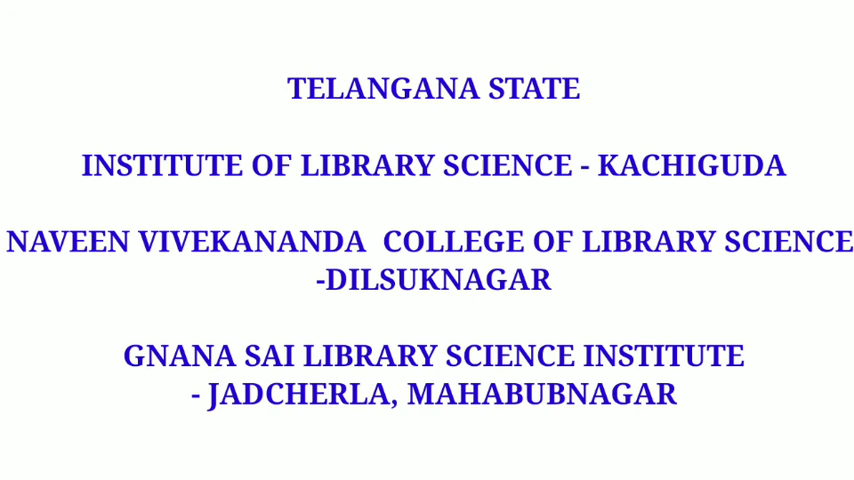 TELANGANA STATE
INSTITUTE OF LIBRARY SCIENCE - KACHIGUDA
NAVEEN VIVEKANANDA COLLEGE OF LIBRARY SCIENCE
-DILSUKNAGAR
GNANA SAI LIBRARY SCIENCE INSTITUTE
- JADCHERLA, MAHABUBNAGAR